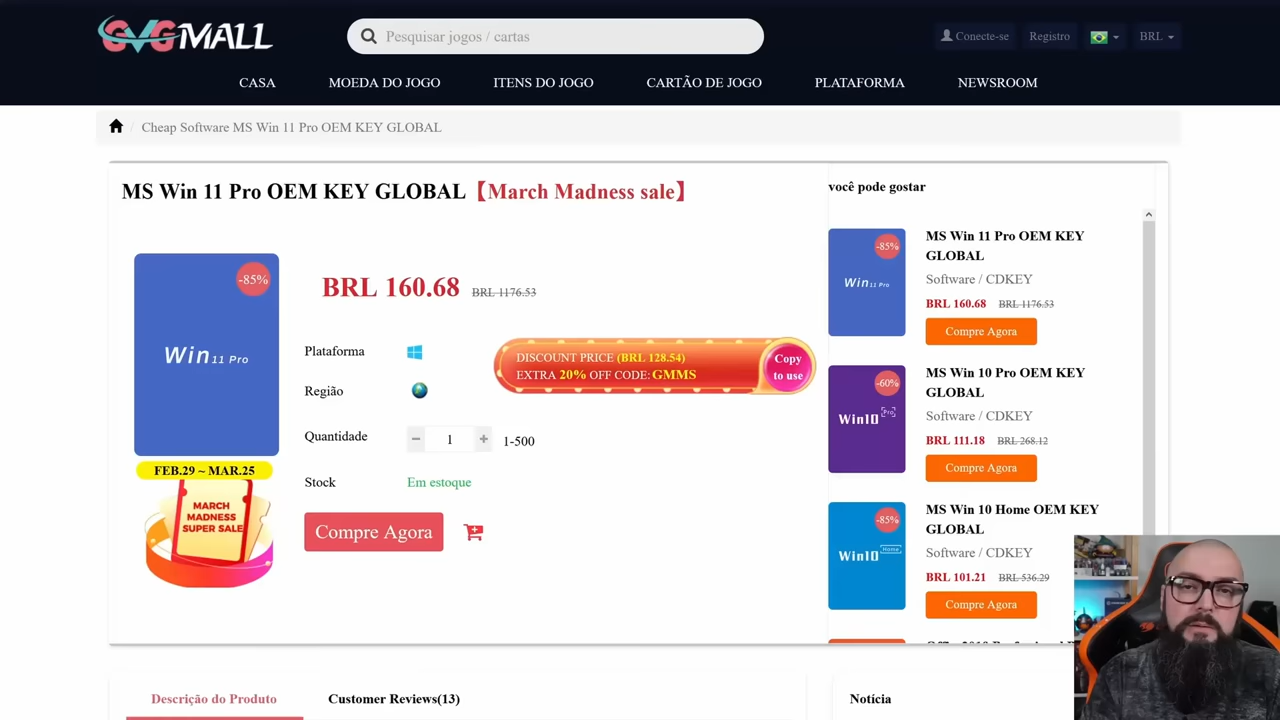 GVGMALL
Pesquisar jogos / cartas
Conecte-se
Registro
BRL
CASA
MOEDA DO JOGO
ITENS DO JOGO
CARTÃO DE JOGO
PLATAFORMA
NEWSROOM
/ Cheap Software MS Win 11 Pro OEM KEY GLOBAL
MS Win 11 Pro OEM KEY GLOBAL【March Madness sale】
-85%
Win 11 Pro
FEB.29 ~ MAR.25
MARCH
MADNESS
SUPER SALE
BRL 160.68 BRL 1176.53
Plataforma
Região
Quantidade
− 1 + 1-500
Stock
Em estoque
Compre Agora
DISCOUNT PRICE (BRL 128.54)
EXTRA 20% OFF CODE: GMMS
Copy
to use
você pode gostar
-85%
Win 11 Pro
MS Win 11 Pro OEM KEY
GLOBAL
Software / CDKEY
BRL 160.68 BRL 1176.53
Compre Agora
-60%
Win10 Pro
MS Win 10 Pro OEM KEY
GLOBAL
Software / CDKEY
BRL 111.18 BRL 268.12
Compre Agora
-85%
Win10 Home
MS Win 10 Home OEM KEY
GLOBAL
Software / CDKEY
BRL 101.21 BRL 536.29
Compre Agora
Descrição do Produto
Customer Reviews(13)
Notícia